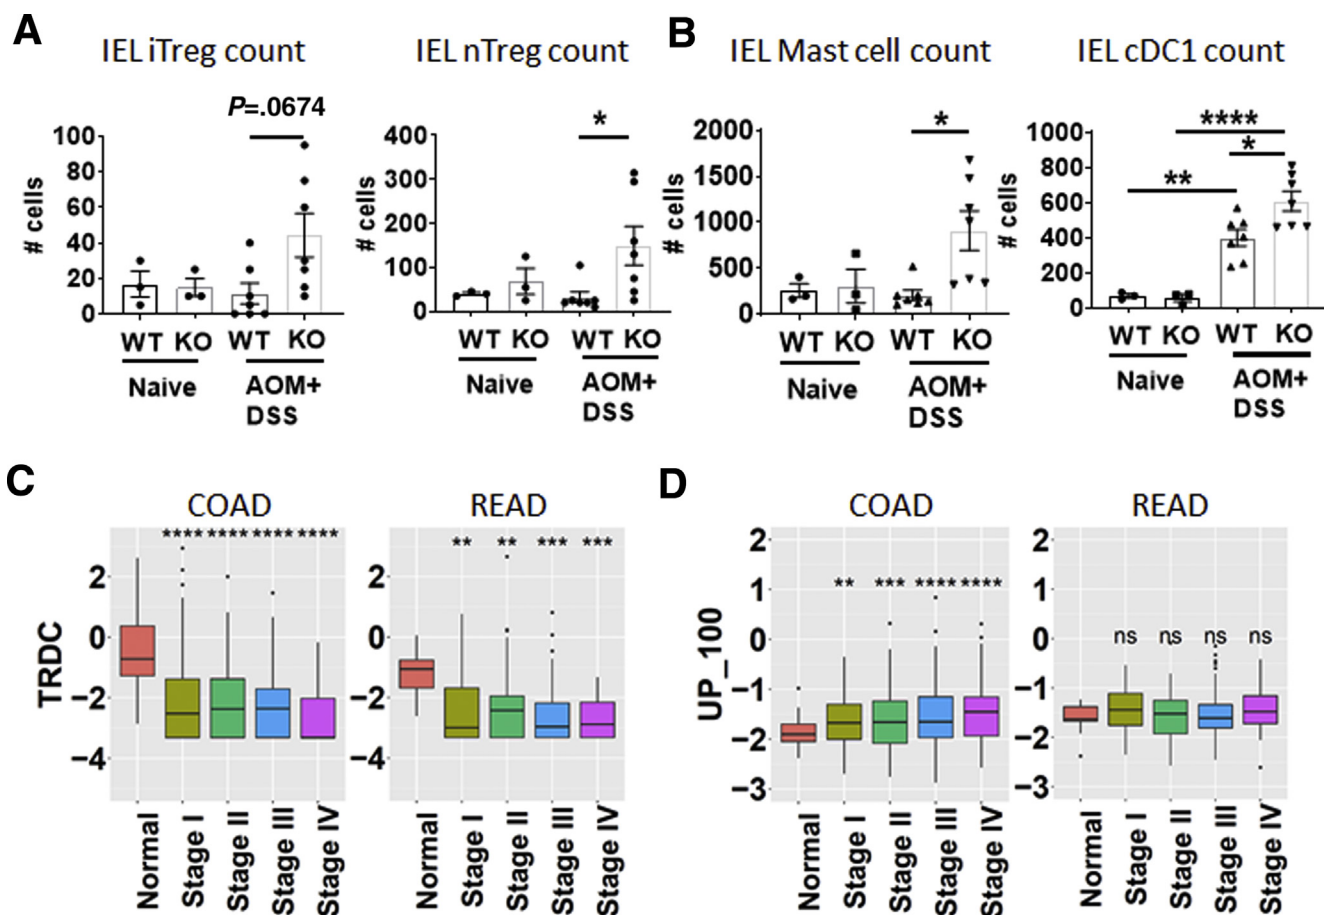 A
IEL iTreg count
IEL nTreg count
B
IEL Mast cell count
IEL cDC1 count
P=.0674
*
*
****
*
**
# cells
100
80
60
40
20
0
WT KO WT KO
Naive
AOM+
DSS
# cells
400
300
200
100
0
WT KO WT KO
Naive
AOM+
DSS
# cells
2000
1500
1000
500
0
WT KO WT KO
Naive
AOM+
DSS
# cells
1000
800
600
400
200
0
WT KO WT KO
Naive
AOM+
DSS
C
COAD
READ
TRDC
**** **** **** ****
2
0
−2
−4
Normal
Stage I
Stage II
Stage III
Stage IV
** ** *** ***
2
0
−2
−4
Normal
Stage I
Stage II
Stage III
Stage IV
D
COAD
READ
UP_100
** *** **** ****
2
1
0
−1
−2
−3
Normal
Stage I
Stage II
Stage III
Stage IV
ns ns ns ns
2
1
0
−1
−2
−3
Normal
Stage I
Stage II
Stage III
Stage IV